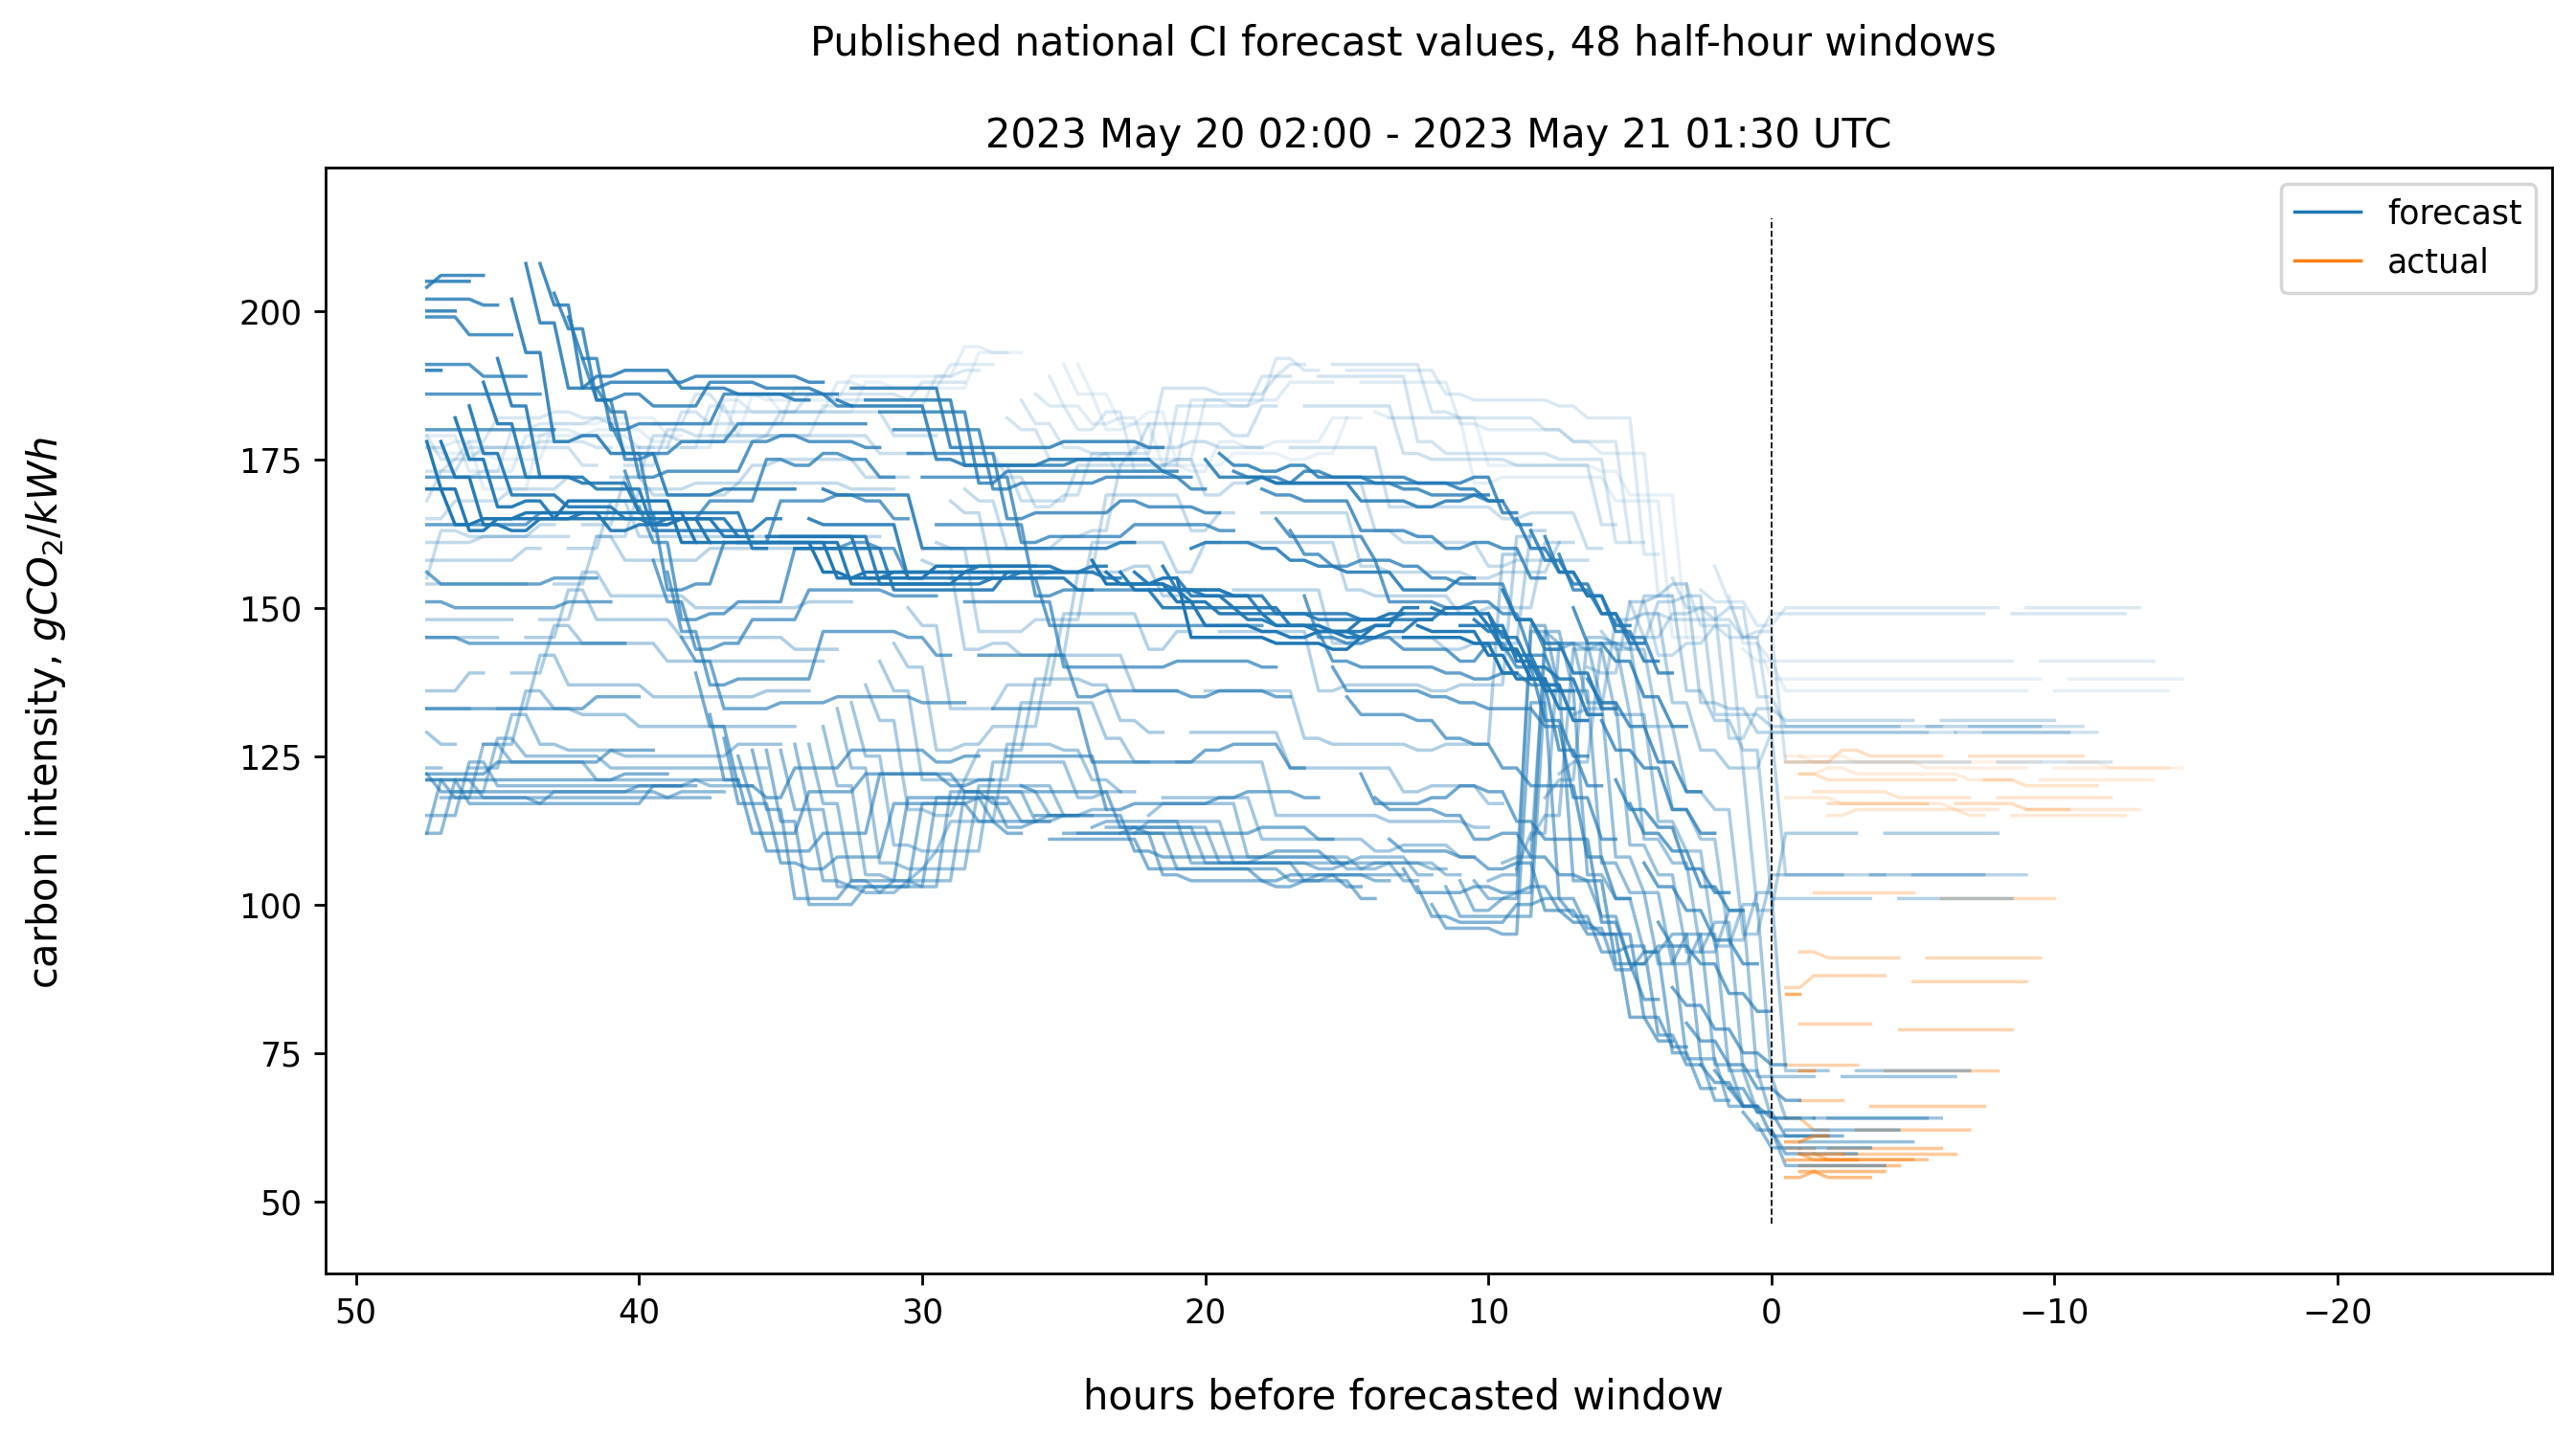 Published national CI forecast values, 48 half-hour windows
2023 May 20 02:00 - 2023 May 21 01:30 UTC
forecast
actual
carbon intensity, gCO₂/kWh
200
175
150
125
100
75
50
50 40 30 20 10 0 −10 −20
hours before forecasted window